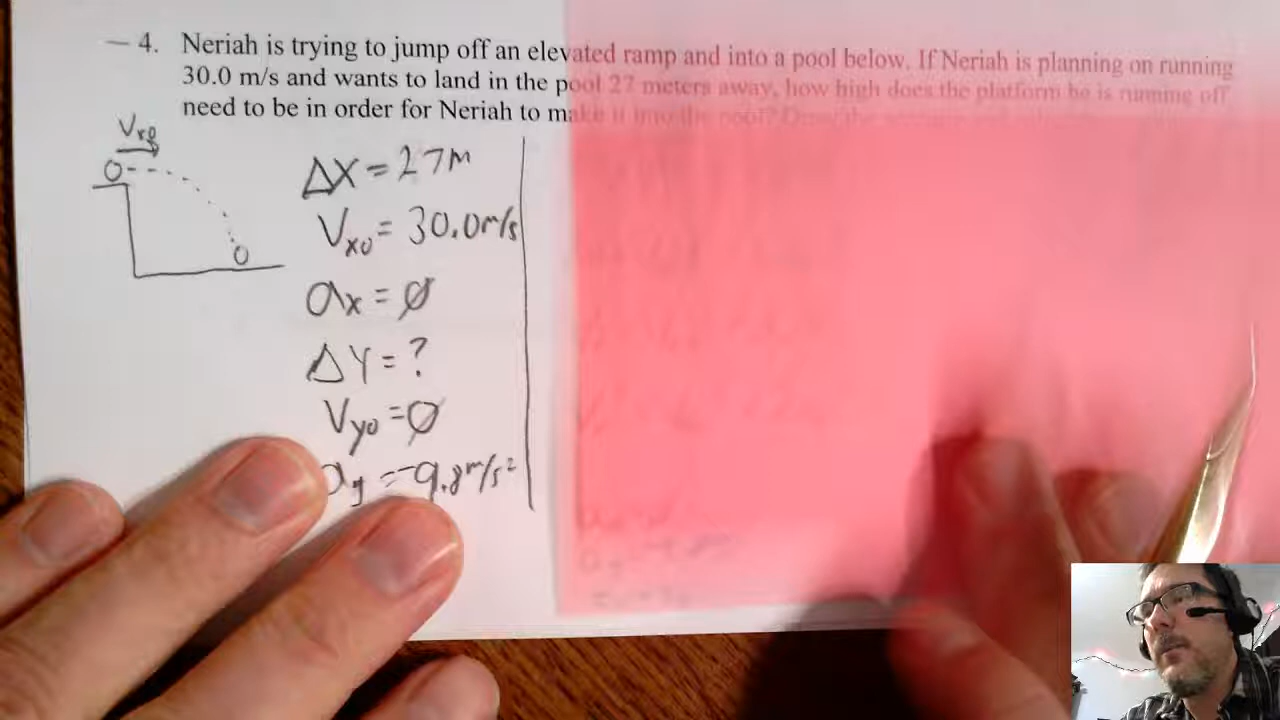 4. Neriah is trying to jump off an elevated ramp and into a pool below. If Neriah is planning on running
30.0 m/s and wants to land in the pool 27 meters away, how high does the platform he is running off
need to be in order for Neriah to make it into the pool? Draw the
Vx0
ΔX = 27m
Vx0 = 30.0m/s
ax = ∅
ΔY = ?
Vy0 = ∅
ay = -9.8m/s²